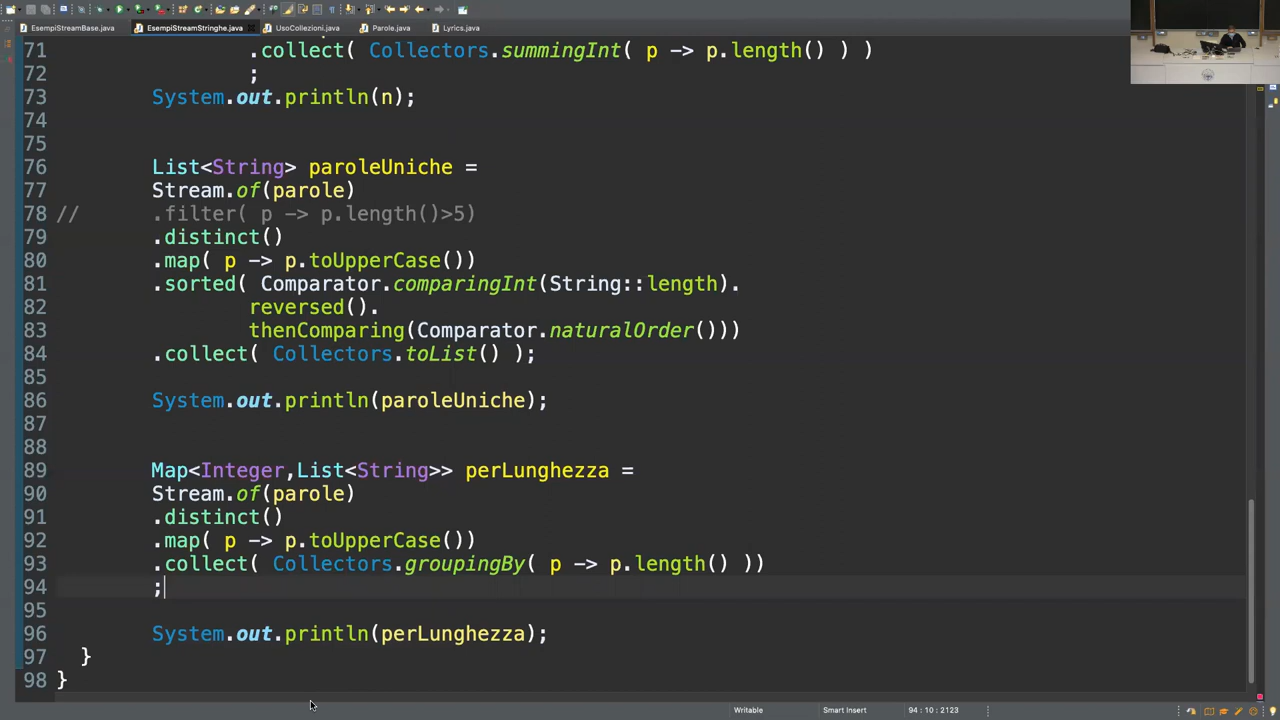 EsempiStreamBase.java
EsempiStreamStringhe.java
UsoCollezioni.java
Parole.java
Lyrics.java
71 .collect( Collectors.summingInt( p -> p.length() ) )
72 ;
73 System.out.println(n);
74
75
76 List<String> paroleUniche =
77 Stream.of(parole)
78 // .filter( p -> p.length()>5)
79 .distinct()
80 .map( p -> p.toUpperCase())
81 .sorted( Comparator.comparingInt(String::length).
82 reversed().
83 thenComparing(Comparator.naturalOrder()))
84 .collect( Collectors.toList() );
85
86 System.out.println(paroleUniche);
87
88
89 Map<Integer,List<String>> perLunghezza =
90 Stream.of(parole)
91 .distinct()
92 .map( p -> p.toUpperCase())
93 .collect( Collectors.groupingBy( p -> p.length() ))
94 ;
95
96 System.out.println(perLunghezza);
97 }
98 }
Writable
Smart Insert
94 : 10 : 2123